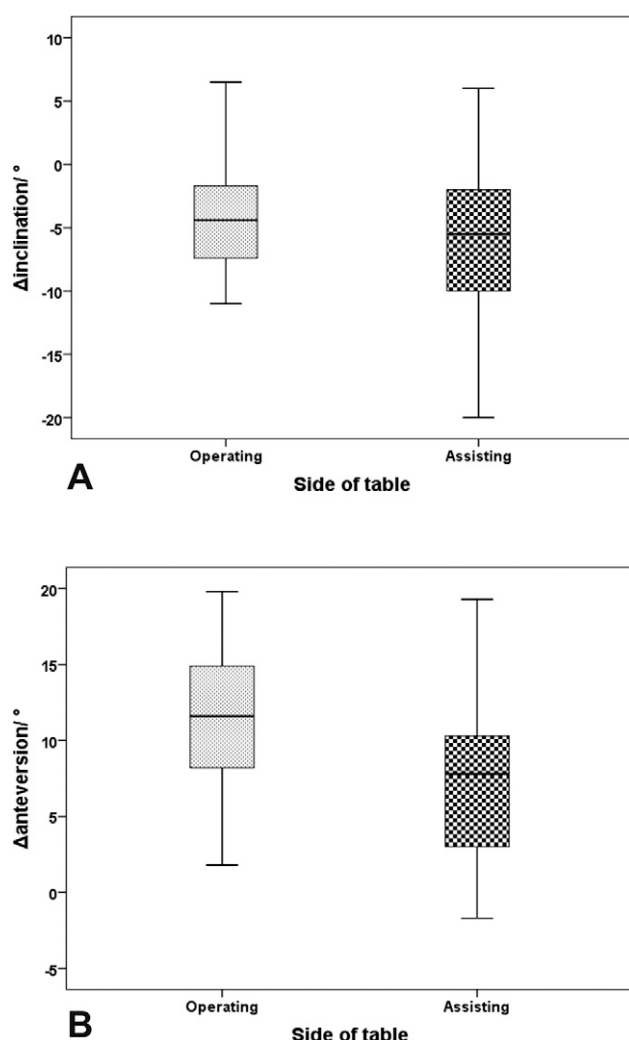 10
5
0
-5
-10
-15
-20
Δinclination/ °
Operating
Assisting
A
Side of table
20
15
10
5
0
-5
Δanteversion/ °
Operating
Assisting
B
Side of table